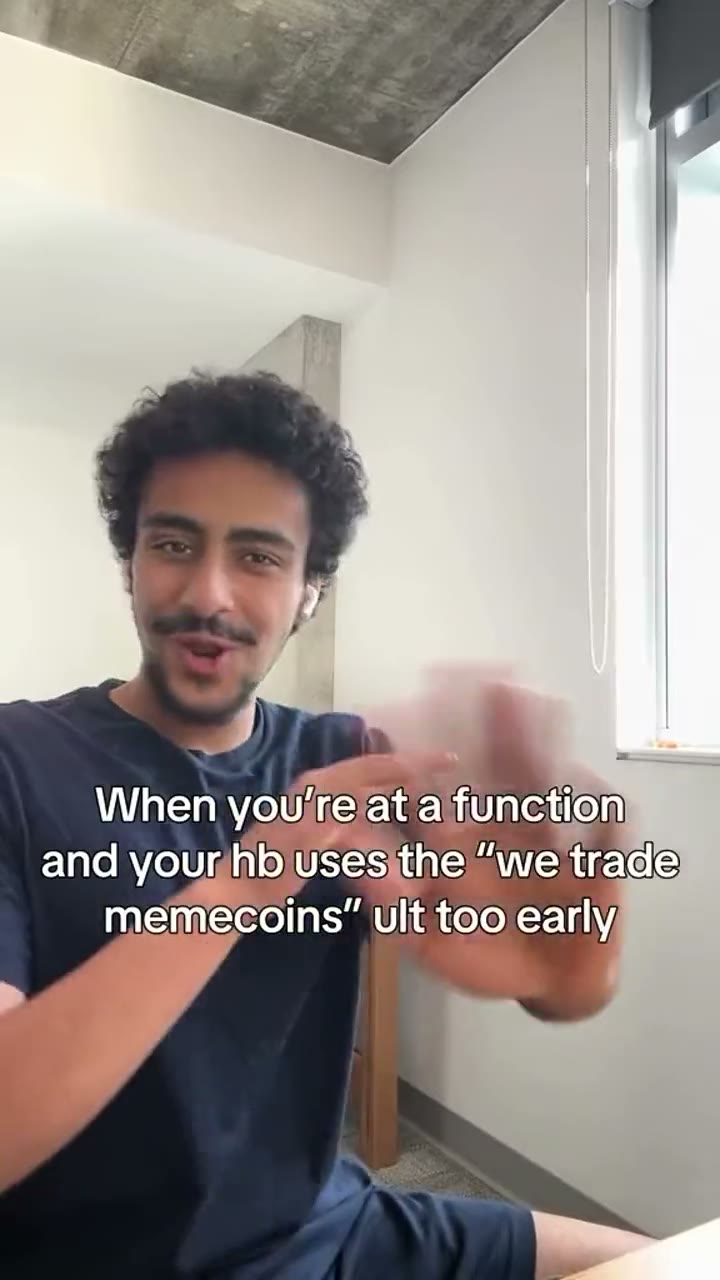 When you’re at a function
and your hb uses the “we trade
memecoins” ult too early